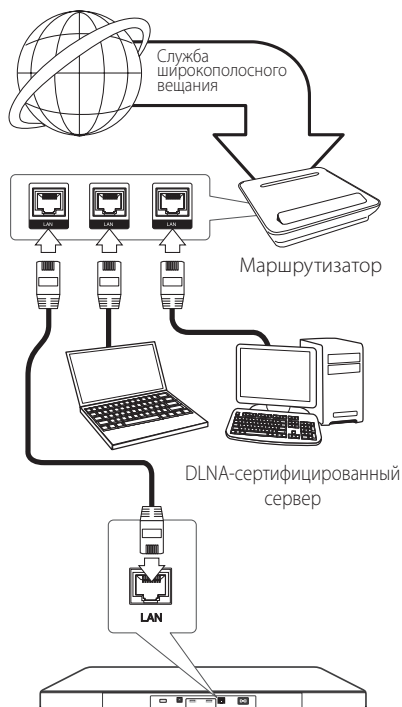 Служба
широкополосного
вещания
LAN
LAN
LAN
Маршрутизатор
DLNA-сертифицированный
сервер
LAN